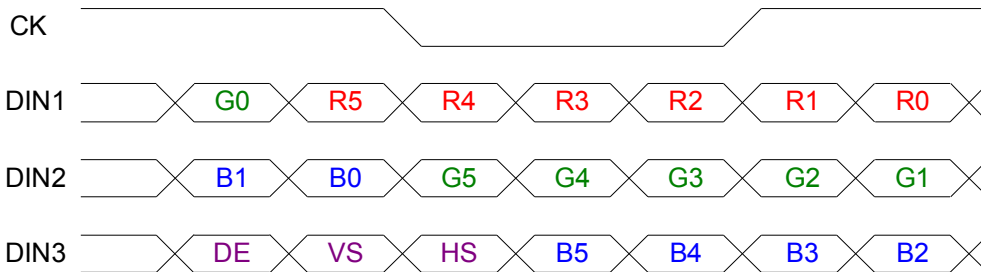 CK
DIN1 G0 R5 R4 R3 R2 R1 R0
DIN2 B1 B0 G5 G4 G3 G2 G1
DIN3 DE VS HS B5 B4 B3 B2